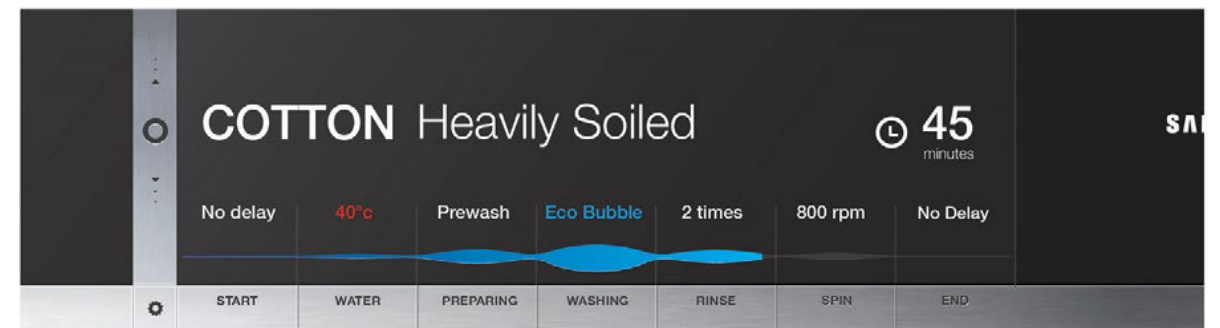 COTTON Heavily Soiled
45
minutes
No delay 40°c Prewash Eco Bubble 2 times 800 rpm No Delay
START WATER PREPARING WASHING RINSE SPIN END